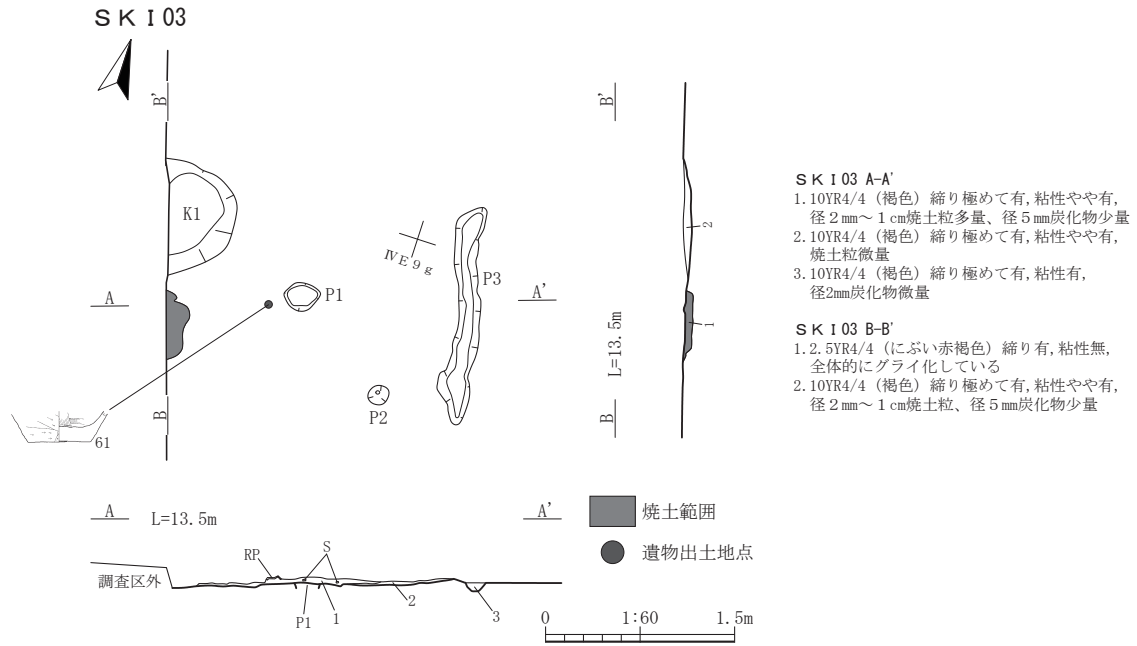 ＳＫＩ03
B'
B'
K1
ⅣE９g
P3
A
P1
A'
P2
B
61
2
1
L=13.5m
B
ＳＫＩ03 A-A'
1.10YR4/4（褐色）締り極めて有,粘性やや有,
径２㎜～１㎝焼土粒多量、径５㎜炭化物少量
2.10YR4/4（褐色）締り極めて有,粘性やや有,
焼土粒微量
3.10YR4/4（褐色）締り極めて有,粘性有,
径2㎜炭化物微量
ＳＫＩ03 B-B'
1.2.5YR4/4（にぶい赤褐色）締り有,粘性無,
全体的にグライ化している
2.10YR4/4（褐色）締り極めて有,粘性やや有,
径２㎜～１㎝焼土粒、径５㎜炭化物少量
A
L=13.5m
A'
焼土範囲
遺物出土地点
RP
S
調査区外
P1
1
2
3
0 1:60 1.5m